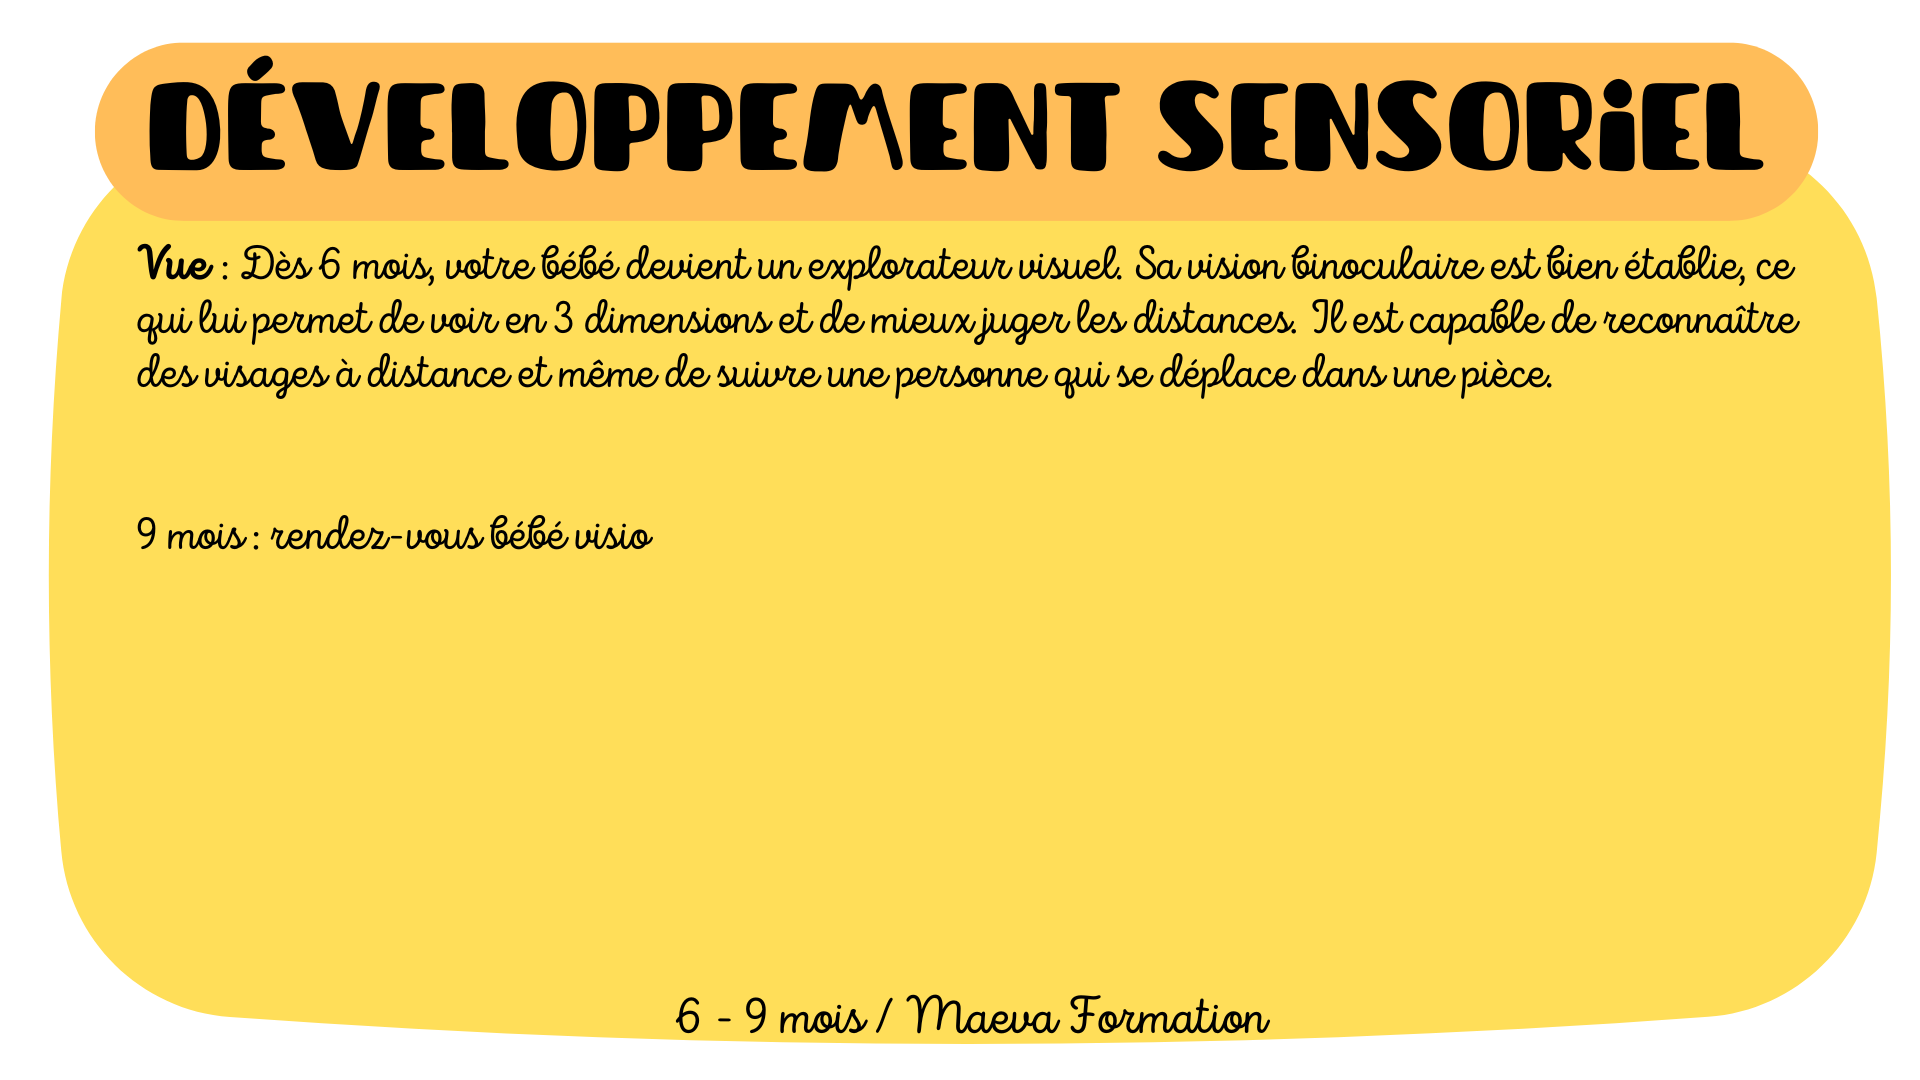 DÉVELOPPEMENT SENSORIEL
Vue : Dès 6 mois, votre bébé devient un explorateur visuel. Sa vision binoculaire est bien établie, ce
qui lui permet de voir en 3 dimensions et de mieux juger les distances. Il est capable de reconnaître
des visages à distance et même de suivre une personne qui se déplace dans une pièce.
9 mois : rendez-vous bébé visio
6 - 9 mois / Maeva Formation